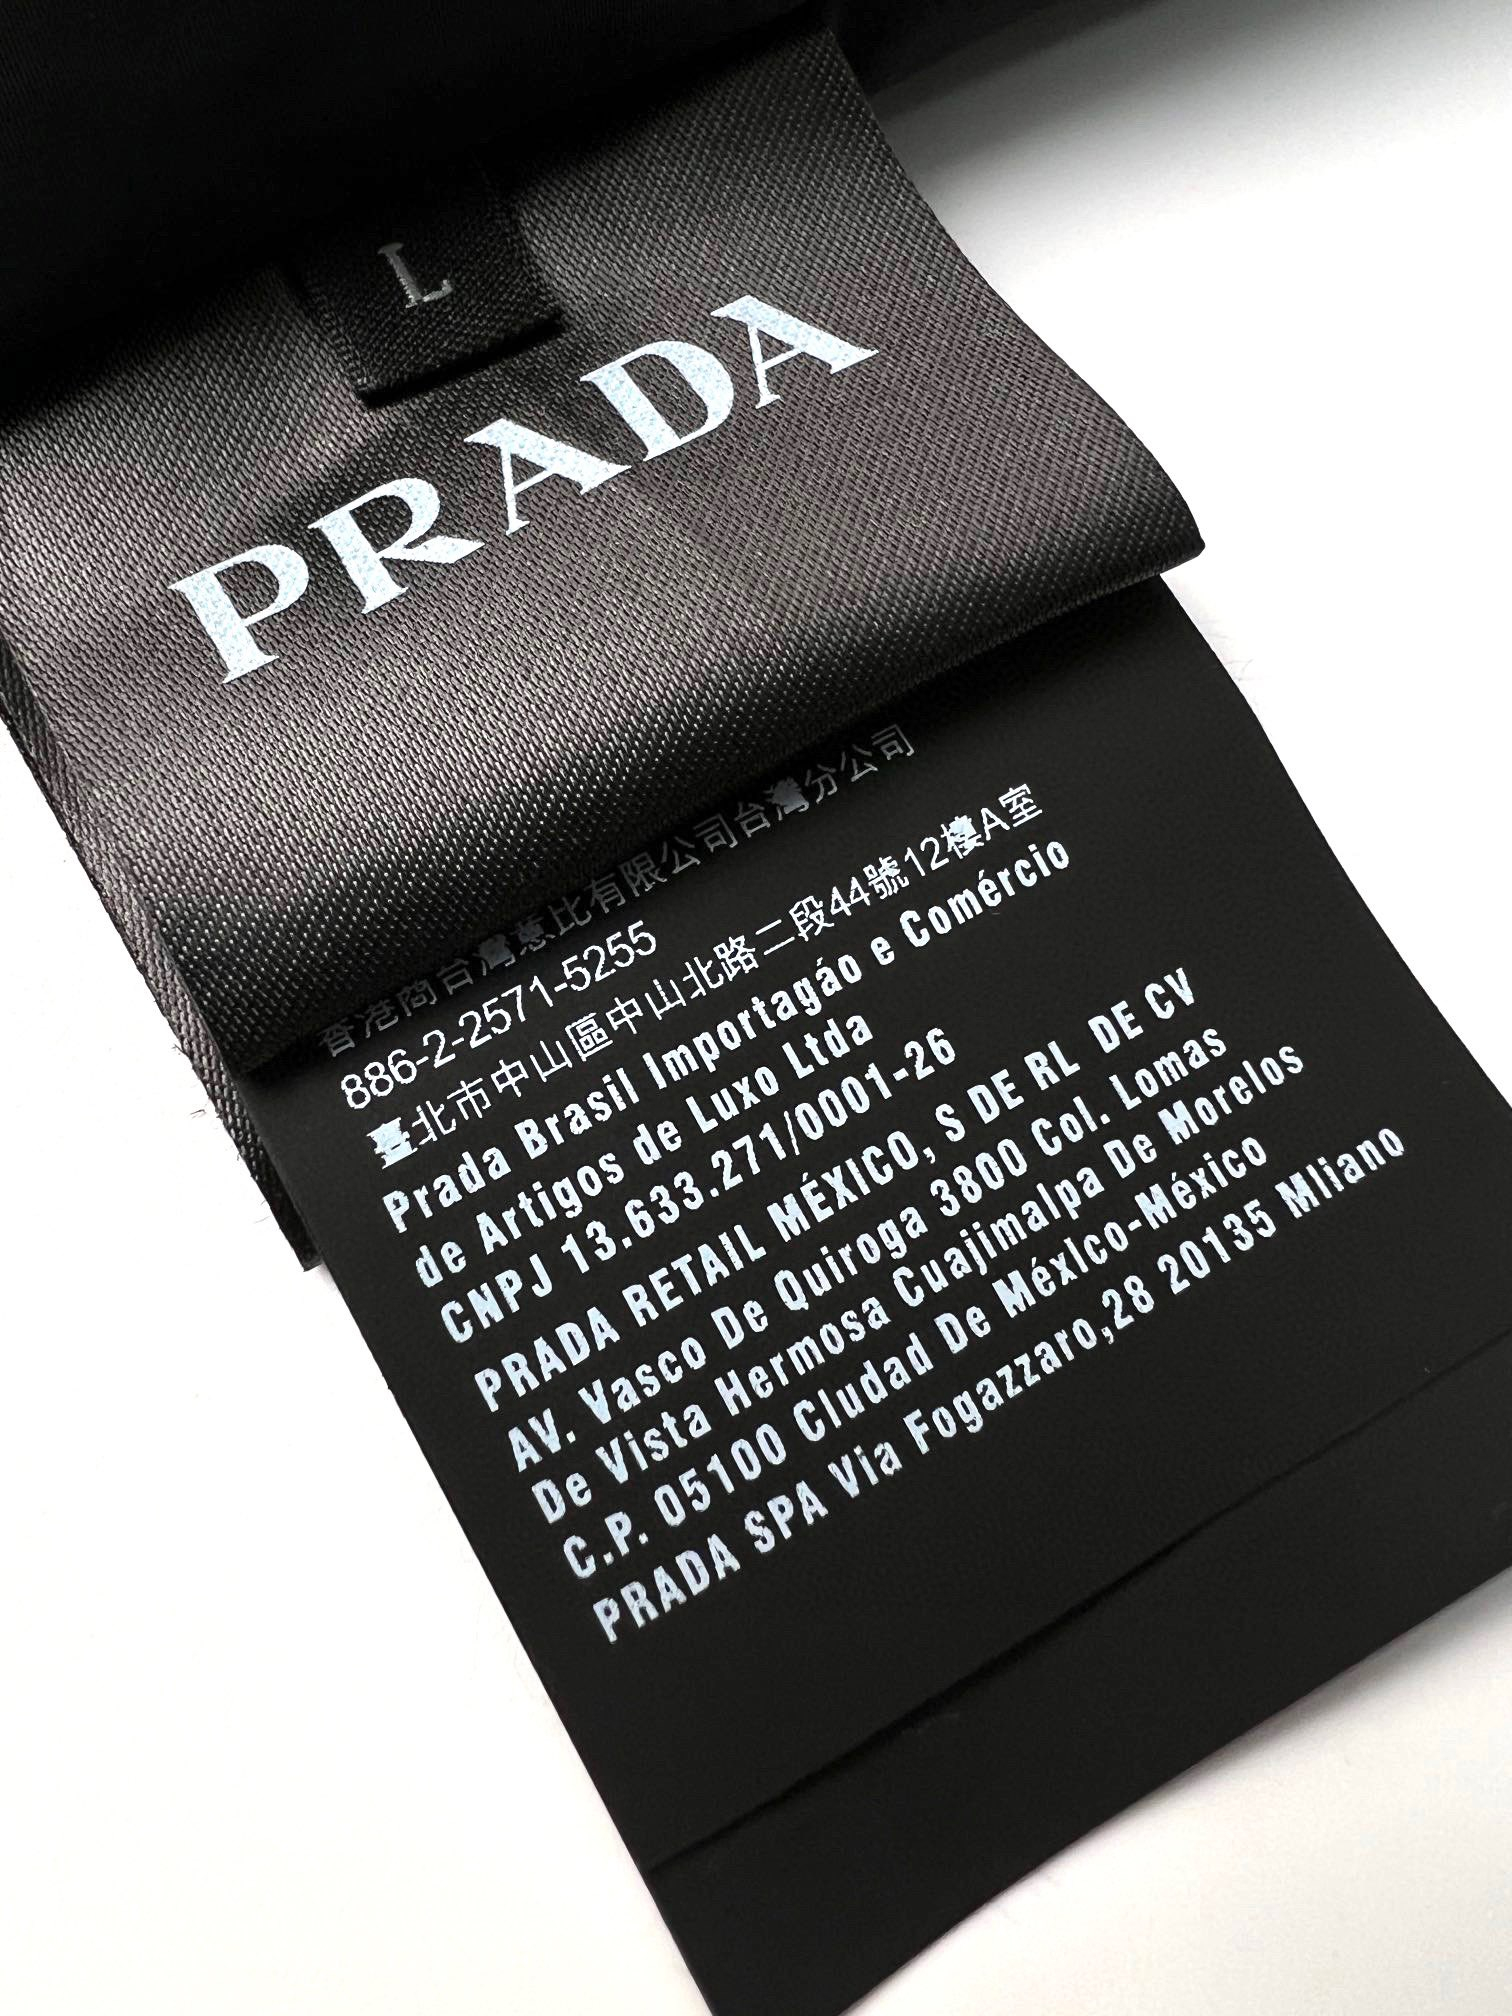 L
PRADA
香港商台灣惠比有限公司台灣分公司
886-2-2571-5255
臺北市中山區中山北路二段44號12樓A室
Prada Brasil Importagáo e Comércio
de Artigos de Luxo Ltda
CNPJ 13.633.271/0001-26
PRADA RETAIL MÉXICO, S DE RL DE CV
AV. Vasco De Quiroga 3800 Col. Lomas
De Vista Hermosa Cuajimalpa De Morelos
C.P. 05100 Cludad De Méxlco-México
PRADA SPA Via Fogazzaro,28 20135 Mliano